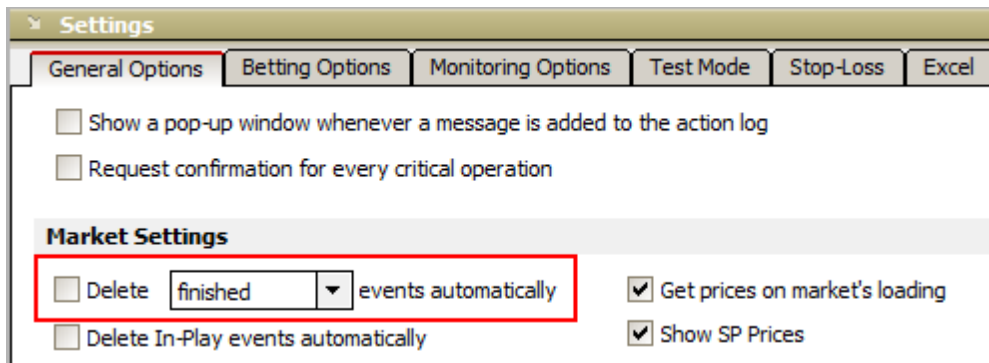 Settings
General Options Betting Options Monitoring Options Test Mode Stop-Loss Excel
Show a pop-up window whenever a message is added to the action log
Request confirmation for every critical operation
Market Settings
Delete finished events automatically Get prices on market's loading
Delete In-Play events automatically Show SP Prices